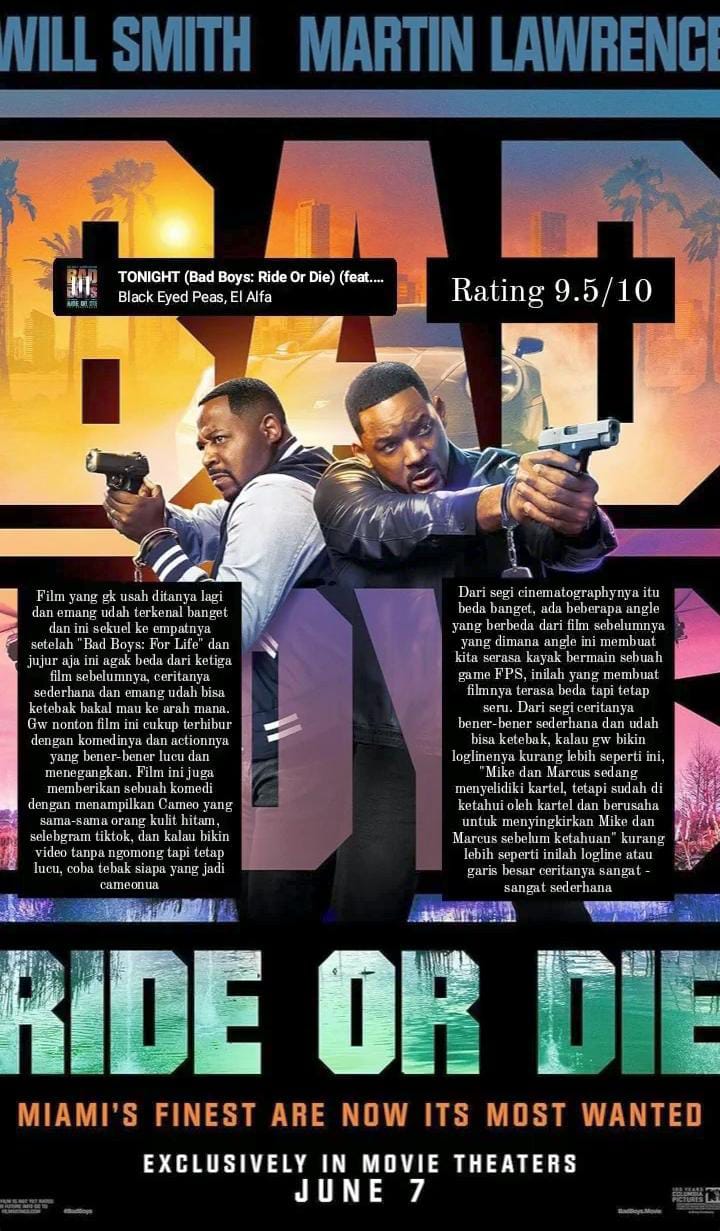 WILL SMITH MARTIN LAWRENCE
BAD
TONIGHT (Bad Boys: Ride Or Die) (feat....
Black Eyed Peas, El Alfa
Rating 9.5/10
Film yang gk usah ditanya lagi
dan emang udah terkenal banget
dan ini sekuel ke empatnya
setelah "Bad Boys: For Life" dan
jujur aja ini agak beda dari ketiga
film sebelumnya, ceritanya
sederhana dan emang udah bisa
ketebak bakal mau ke arah mana.
Gw nonton film ini cukup terhibur
dengan komedinya dan actionnya
yang bener-bener lucu dan
menegangkan. Film ini juga
memberikan sebuah komedi
dengan menampilkan Cameo yang
sama-sama orang kulit hitam,
selebgram tiktok, dan kalau bikin
video tanpa ngomong tapi tetap
lucu, coba tebak siapa yang jadi
cameonua
Dari segi cinematographynya itu
beda banget, ada beberapa angle
yang berbeda dari film sebelumnya
yang dimana angle ini membuat
kita serasa kayak bermain sebuah
game FPS, inilah yang membuat
filmnya terasa beda tapi tetap
seru. Dari segi ceritanya
bener-bener sederhana dan udah
bisa ketebak, kalau gw bikin
loglinenya kurang lebih seperti ini,
"Mike dan Marcus sedang
menyelidiki kartel, tetapi sudah di
ketahui oleh kartel dan berusaha
untuk menyingkirkan Mike dan
Marcus sebelum ketahuan" kurang
lebih seperti inilah logline atau
garis besar ceritanya sangat -
sangat sederhana
RIDE OR DIE
MIAMI'S FINEST ARE NOW ITS MOST WANTED
EXCLUSIVELY IN MOVIE THEATERS
JUNE 7
#BadBoys
BadBoys.Movie